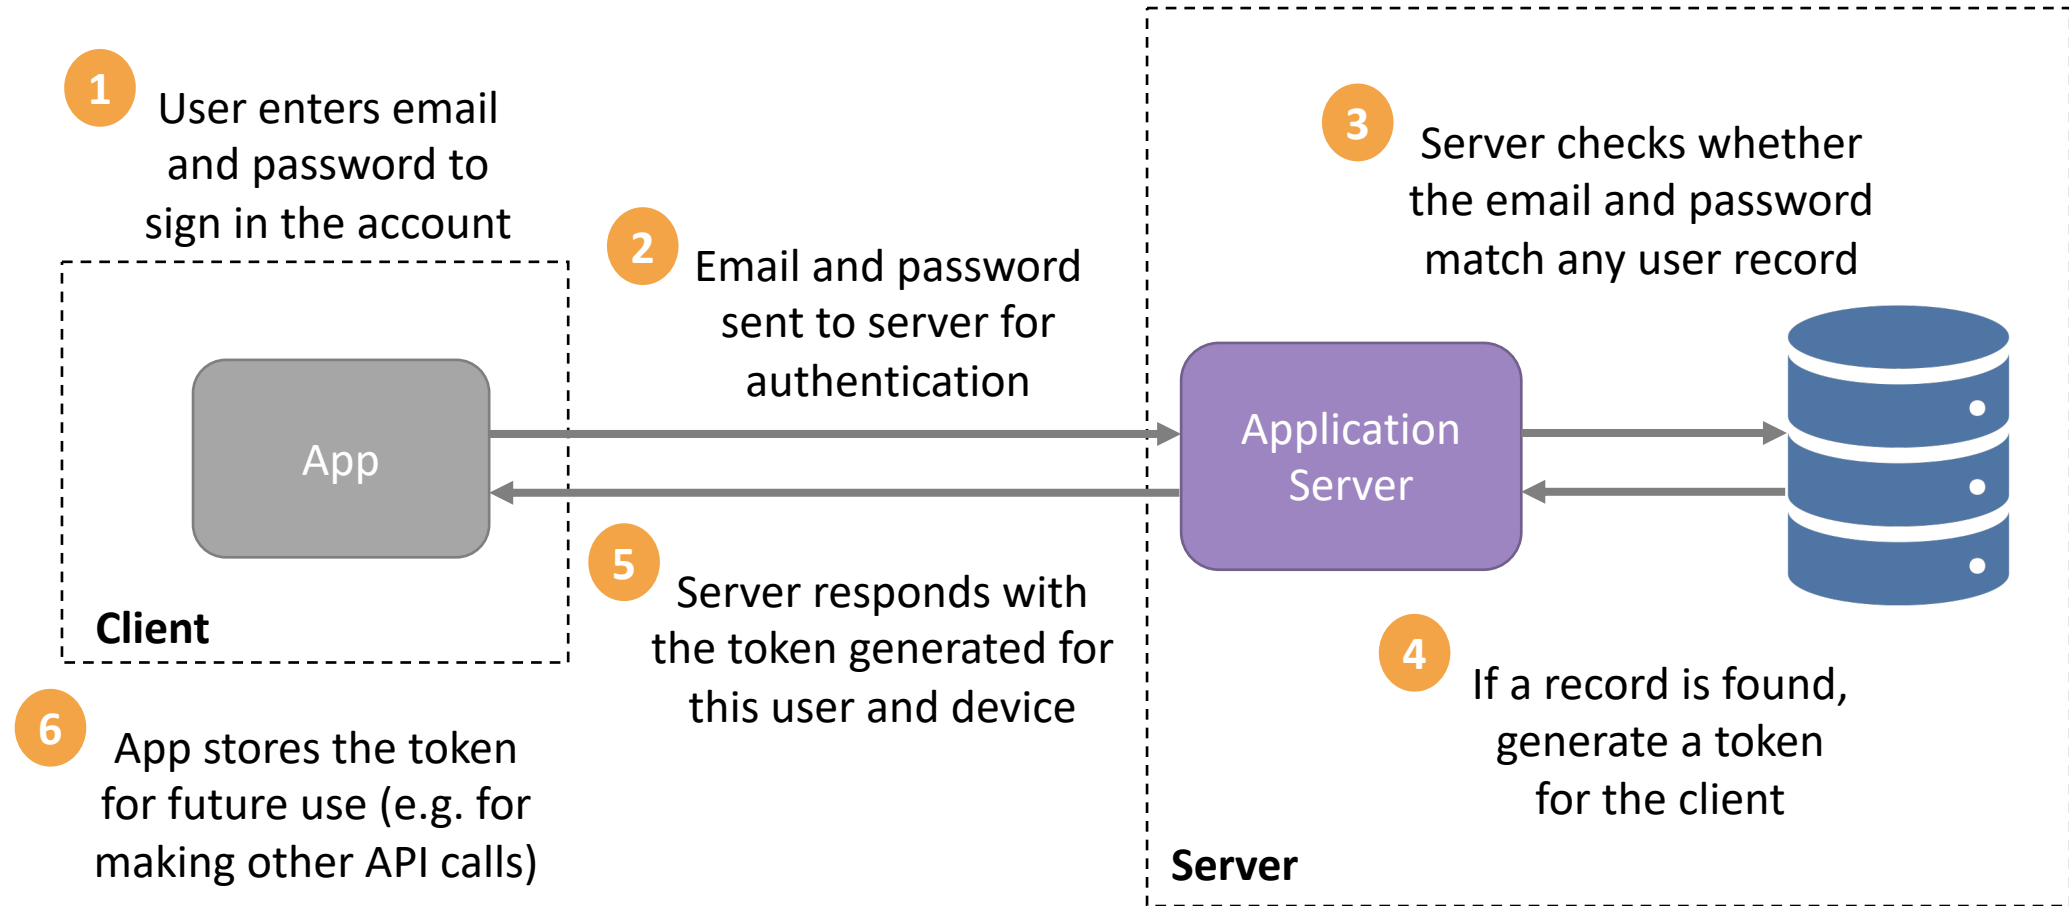 1
User enters email
and password to
sign in the account
2
Email and password
sent to server for
authentication
3
Server checks whether
the email and password
match any user record
App
Client
Application
Server
5
Server responds with
the token generated for
this user and device
4
If a record is found,
generate a token
for the client
6
App stores the token
for future use (e.g. for
making other API calls)
Server